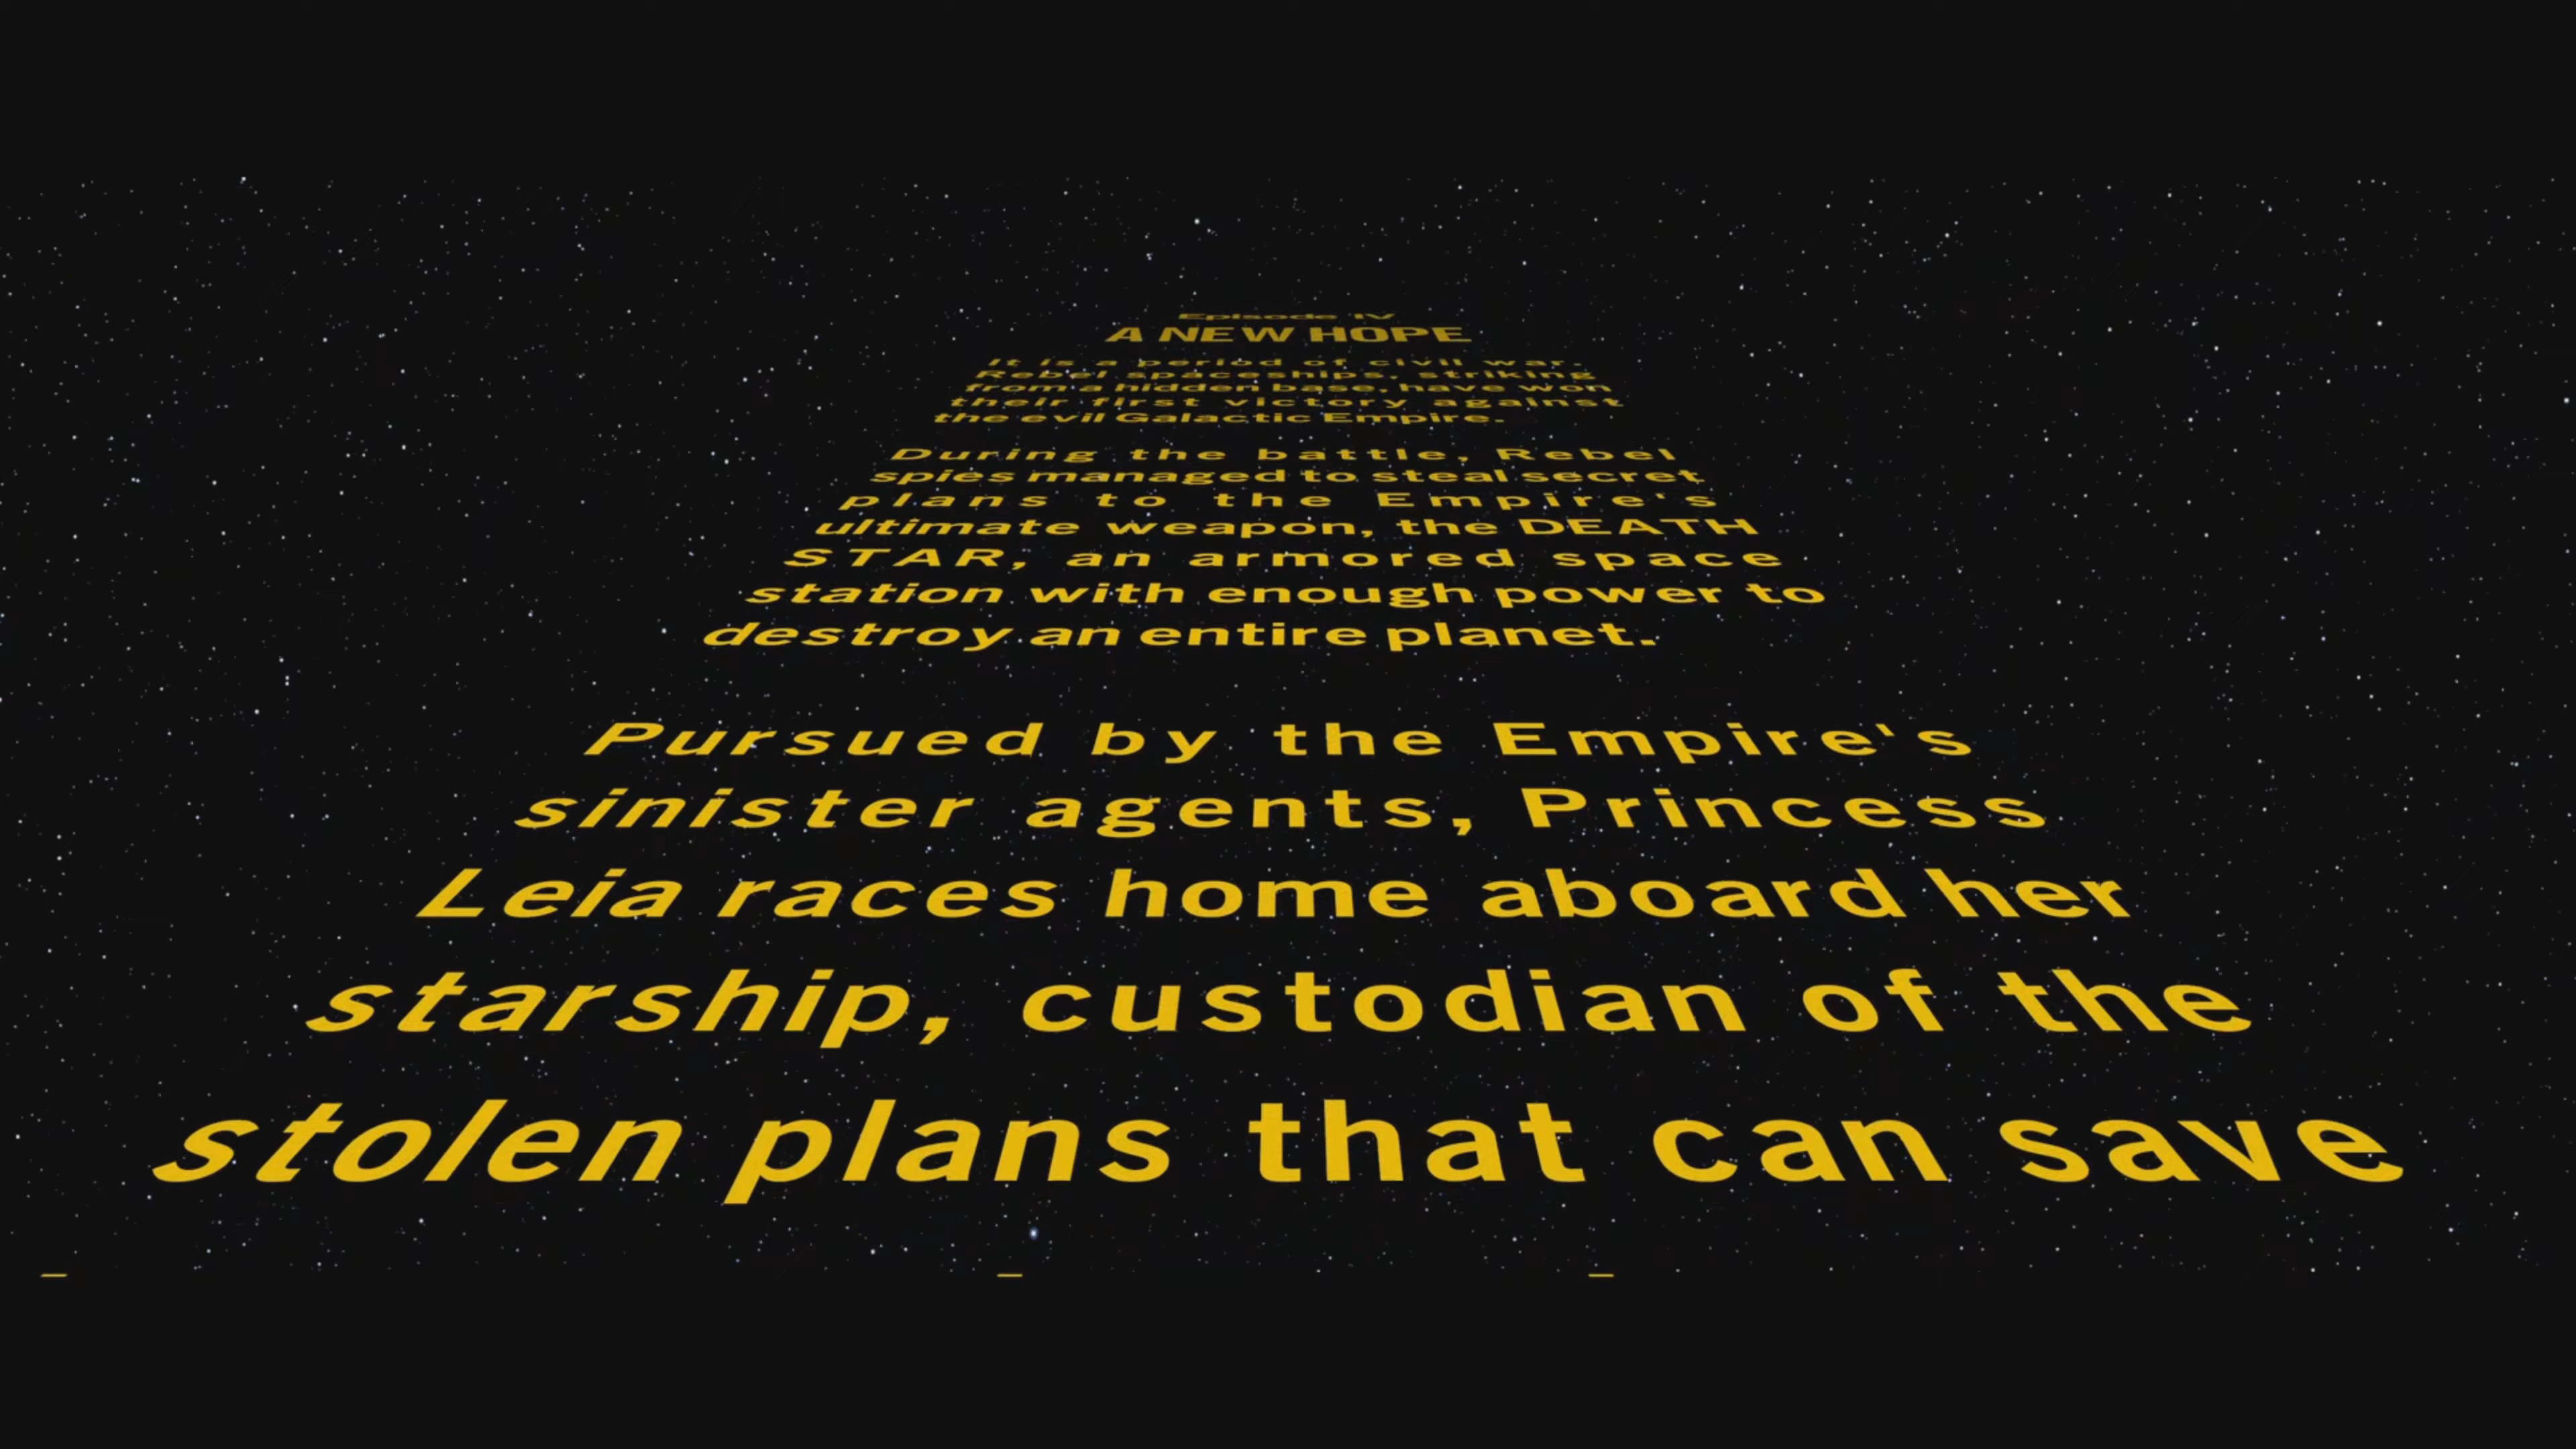 Episode IV
A NEW HOPE
It is a period of civil war.
Rebel spaceships, striking
from a hidden base, have won
their first victory against
the evil Galactic Empire.
During the battle, Rebel
spies managed to steal secret
plans to the Empire's
ultimate weapon, the DEATH
STAR, an armored space
station with enough power to
destroy an entire planet.
Pursued by the Empire's
sinister agents, Princess
Leia races home aboard her
starship, custodian of the
stolen plans that can save